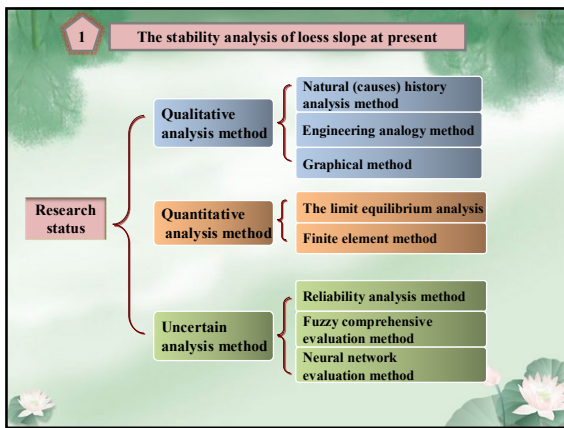 1
The stability analysis of loess slope at present
Research
status
Qualitative
analysis method
Natural (causes) history
analysis method
Engineering analogy method
Graphical method
Quantitative
analysis method
The limit equilibrium analysis
Finite element method
Uncertain
analysis method
Reliability analysis method
Fuzzy comprehensive
evaluation method
Neural network
evaluation method